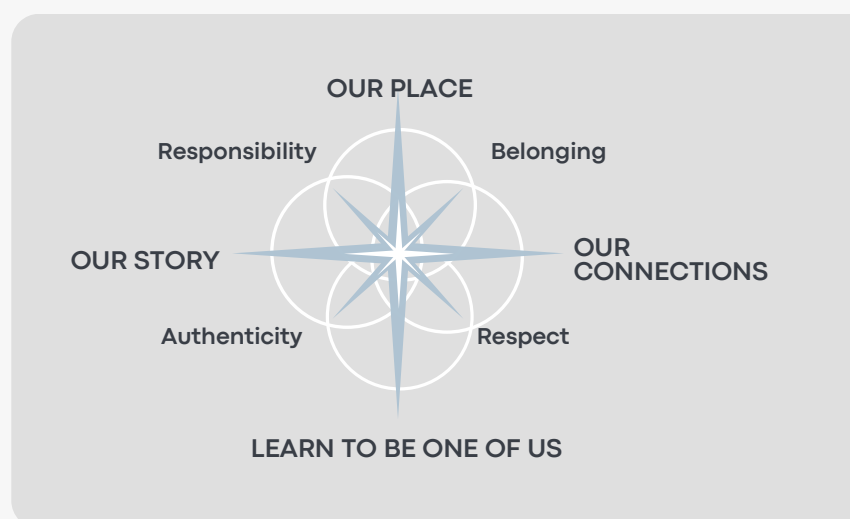 OUR PLACE
Responsibility
Belonging
OUR STORY
OUR
CONNECTIONS
Authenticity
Respect
LEARN TO BE ONE OF US